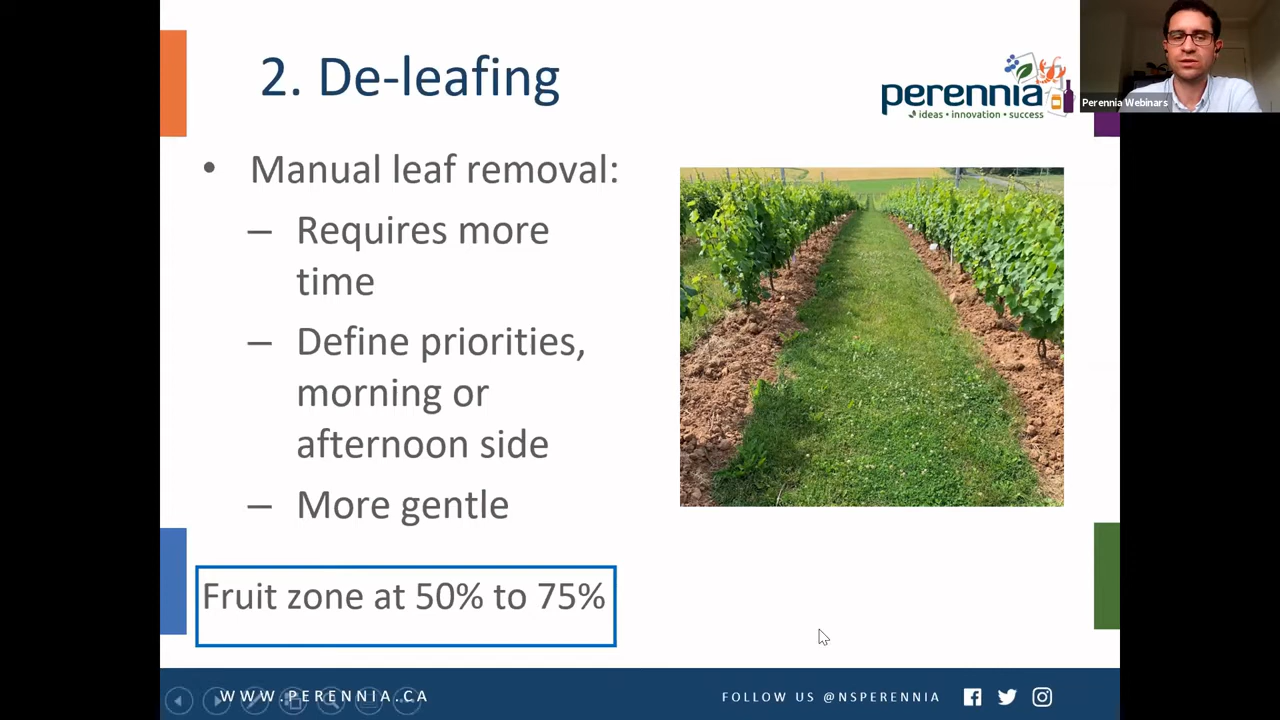 2. De-leafing
perennia
ideas • innovation • success
Perennia Webinars
• Manual leaf removal:
– Requires more
time
– Define priorities,
morning or
afternoon side
– More gentle
Fruit zone at 50% to 75%
WWW.PERENNIA.CA
FOLLOW US @NSPERENNIA